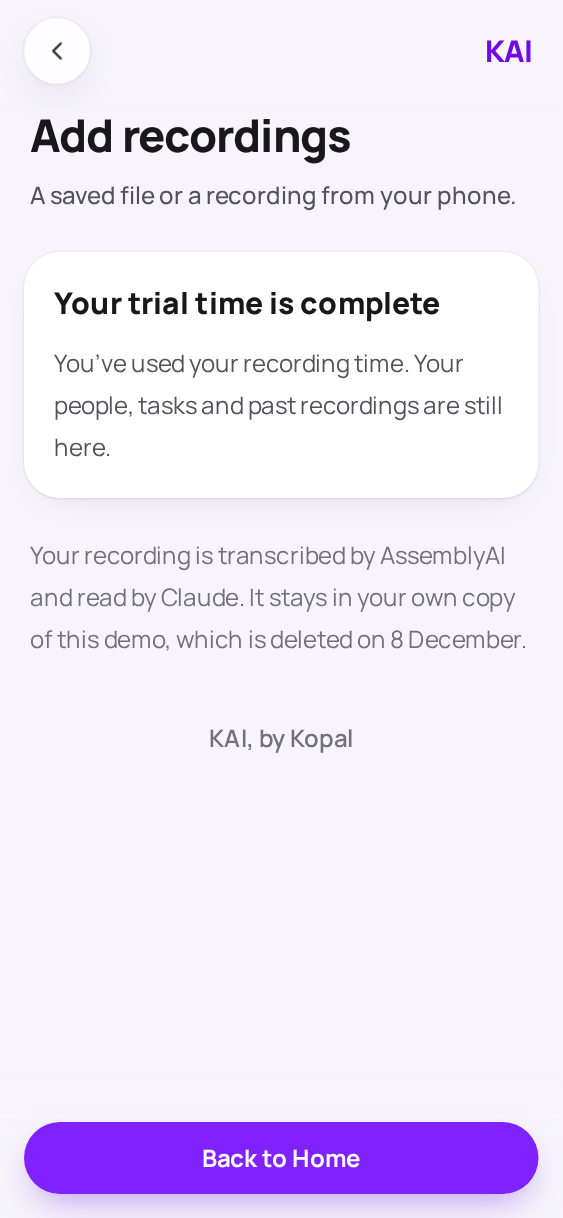 KAI
Add recordings
A saved file or a recording from your phone.
Your trial time is complete
You’ve used your recording time. Your
people, tasks and past recordings are still
here.
Your recording is transcribed by AssemblyAI
and read by Claude. It stays in your own copy
of this demo, which is deleted on 8 December.
KAI, by Kopal
Back to Home